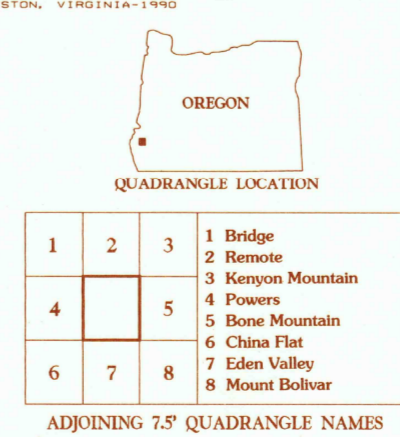 STON, VIRGINIA-1990
OREGON
QUADRANGLE LOCATION
1 2 3
4 5
6 7 8
1 Bridge
2 Remote
3 Kenyon Mountain
4 Powers
5 Bone Mountain
6 China Flat
7 Eden Valley
8 Mount Bolivar
ADJOINING 7.5' QUADRANGLE NAMES